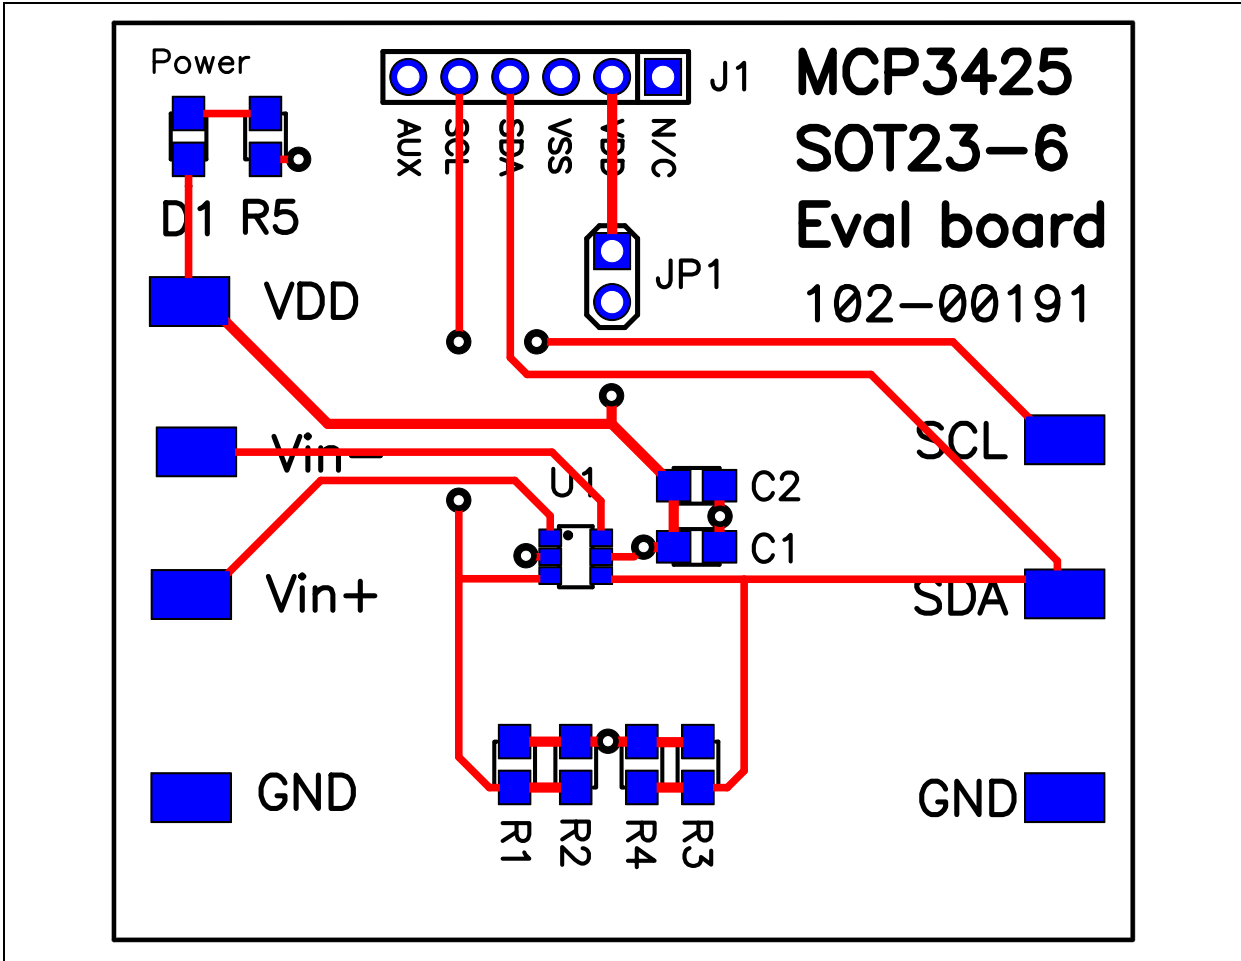 Power
J1
MCP3425
SOT23-6
Eval board
102-00191
AUX
SCL
SDA
VSS
VDD
N/C
D1
R5
JP1
VDD
Vin-
SCL
U1
C2
C1
Vin+
SDA
GND
GND
R1
R2
R4
R3